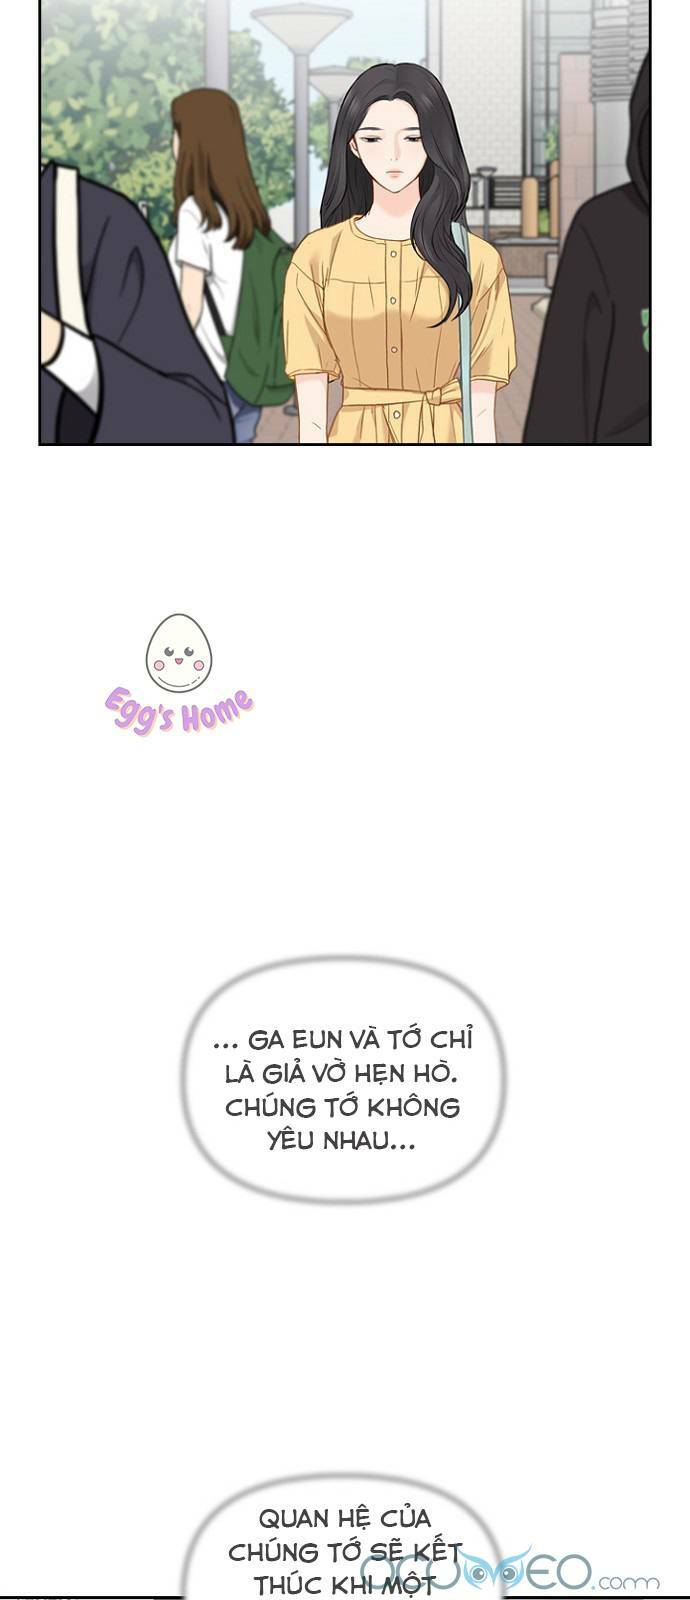 Egg's Home
... GA EUN VÀ TỚ CHỈ
LÀ GIẢ VỜ HẸN HÒ.
CHÚNG TỚ KHÔNG
YÊU NHAU...
QUAN HỆ CỦA
CHÚNG TỚ SẼ KẾT
THÚC KHI MỘT
OCUMEO.com